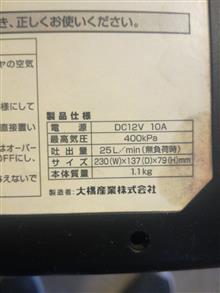 き、正しくお使いください。
ヤの空気
様にして
直接置い
はオーバー
OFFにし、
えないで
製品仕様
電源 DC12V 10A
最高気圧 400kPa
吐出量 25L／min(無負荷時)
サイズ 230(W)×137(D)×79(H)mm
本体質量 1.1kg
製造者：大橋産業株式会社